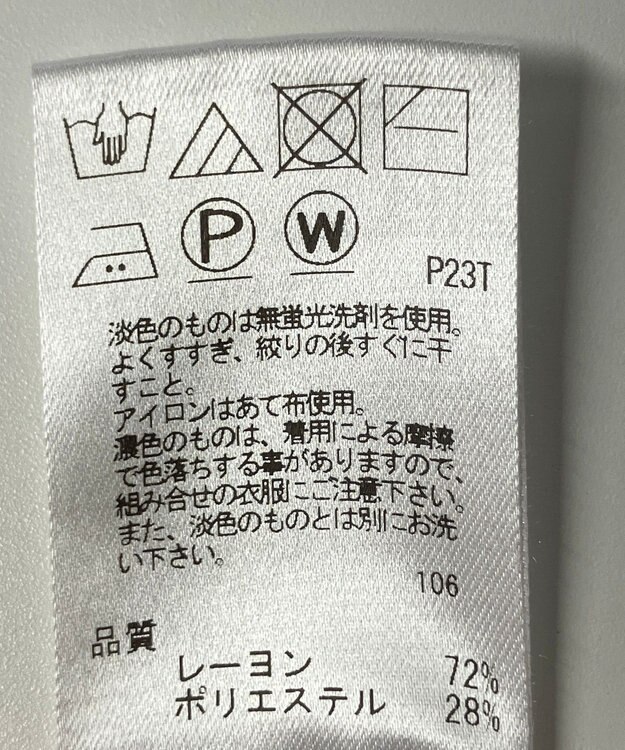 P W
P23T
淡色のものは無蛍光洗剤を使用。
よくすすぎ、絞りの後すぐに干
すこと。
アイロンはあて布使用。
濃色のものは、着用による摩擦
で色落ちする事がありますので、
組み合せの衣服にご注意下さい。
また、淡色のものとは別にお洗
い下さい。
106
品質
レーヨン 72%
ポリエステル 28%